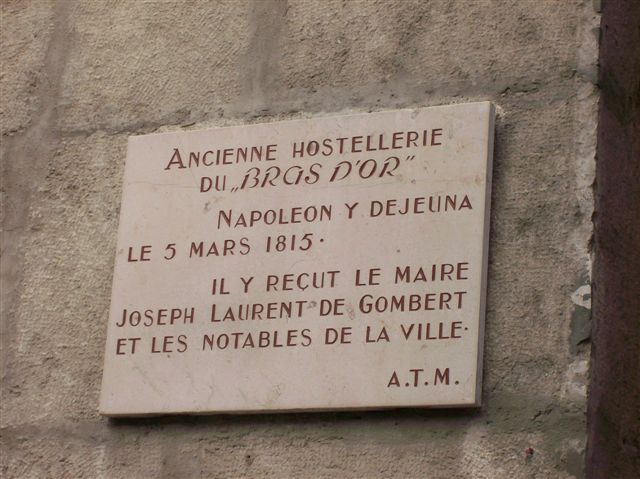 ANCIENNE HOSTELLERIE
DU „BRAS D'OR"
NAPOLEON Y DEJEUNA
LE 5 MARS 1815.
IL Y REÇUT LE MAIRE
JOSEPH LAURENT DE GOMBERT
ET LES NOTABLES DE LA VILLE.
A.T.M.